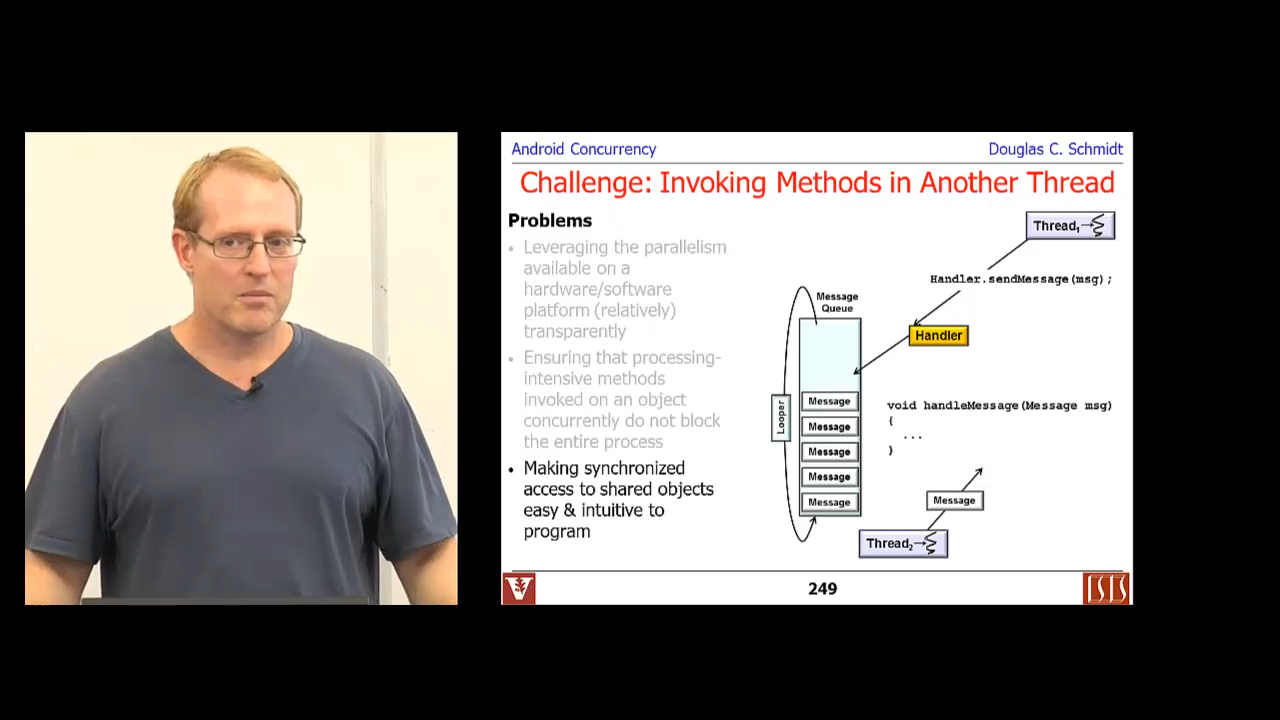 Android Concurrency
Douglas C. Schmidt
Challenge: Invoking Methods in Another Thread
Problems
• Leveraging the parallelism
available on a
hardware/software
platform (relatively)
transparently
• Ensuring that processing-
intensive methods
invoked on an object
concurrently do not block
the entire process
• Making synchronized
access to shared objects
easy & intuitive to
program
Thread1
Handler.sendMessage(msg);
Message
Queue
Handler
Looper
Message
Message
Message
Message
Message
void handleMessage(Message msg)
{
...
}
Message
Thread2
V
249
ISIS